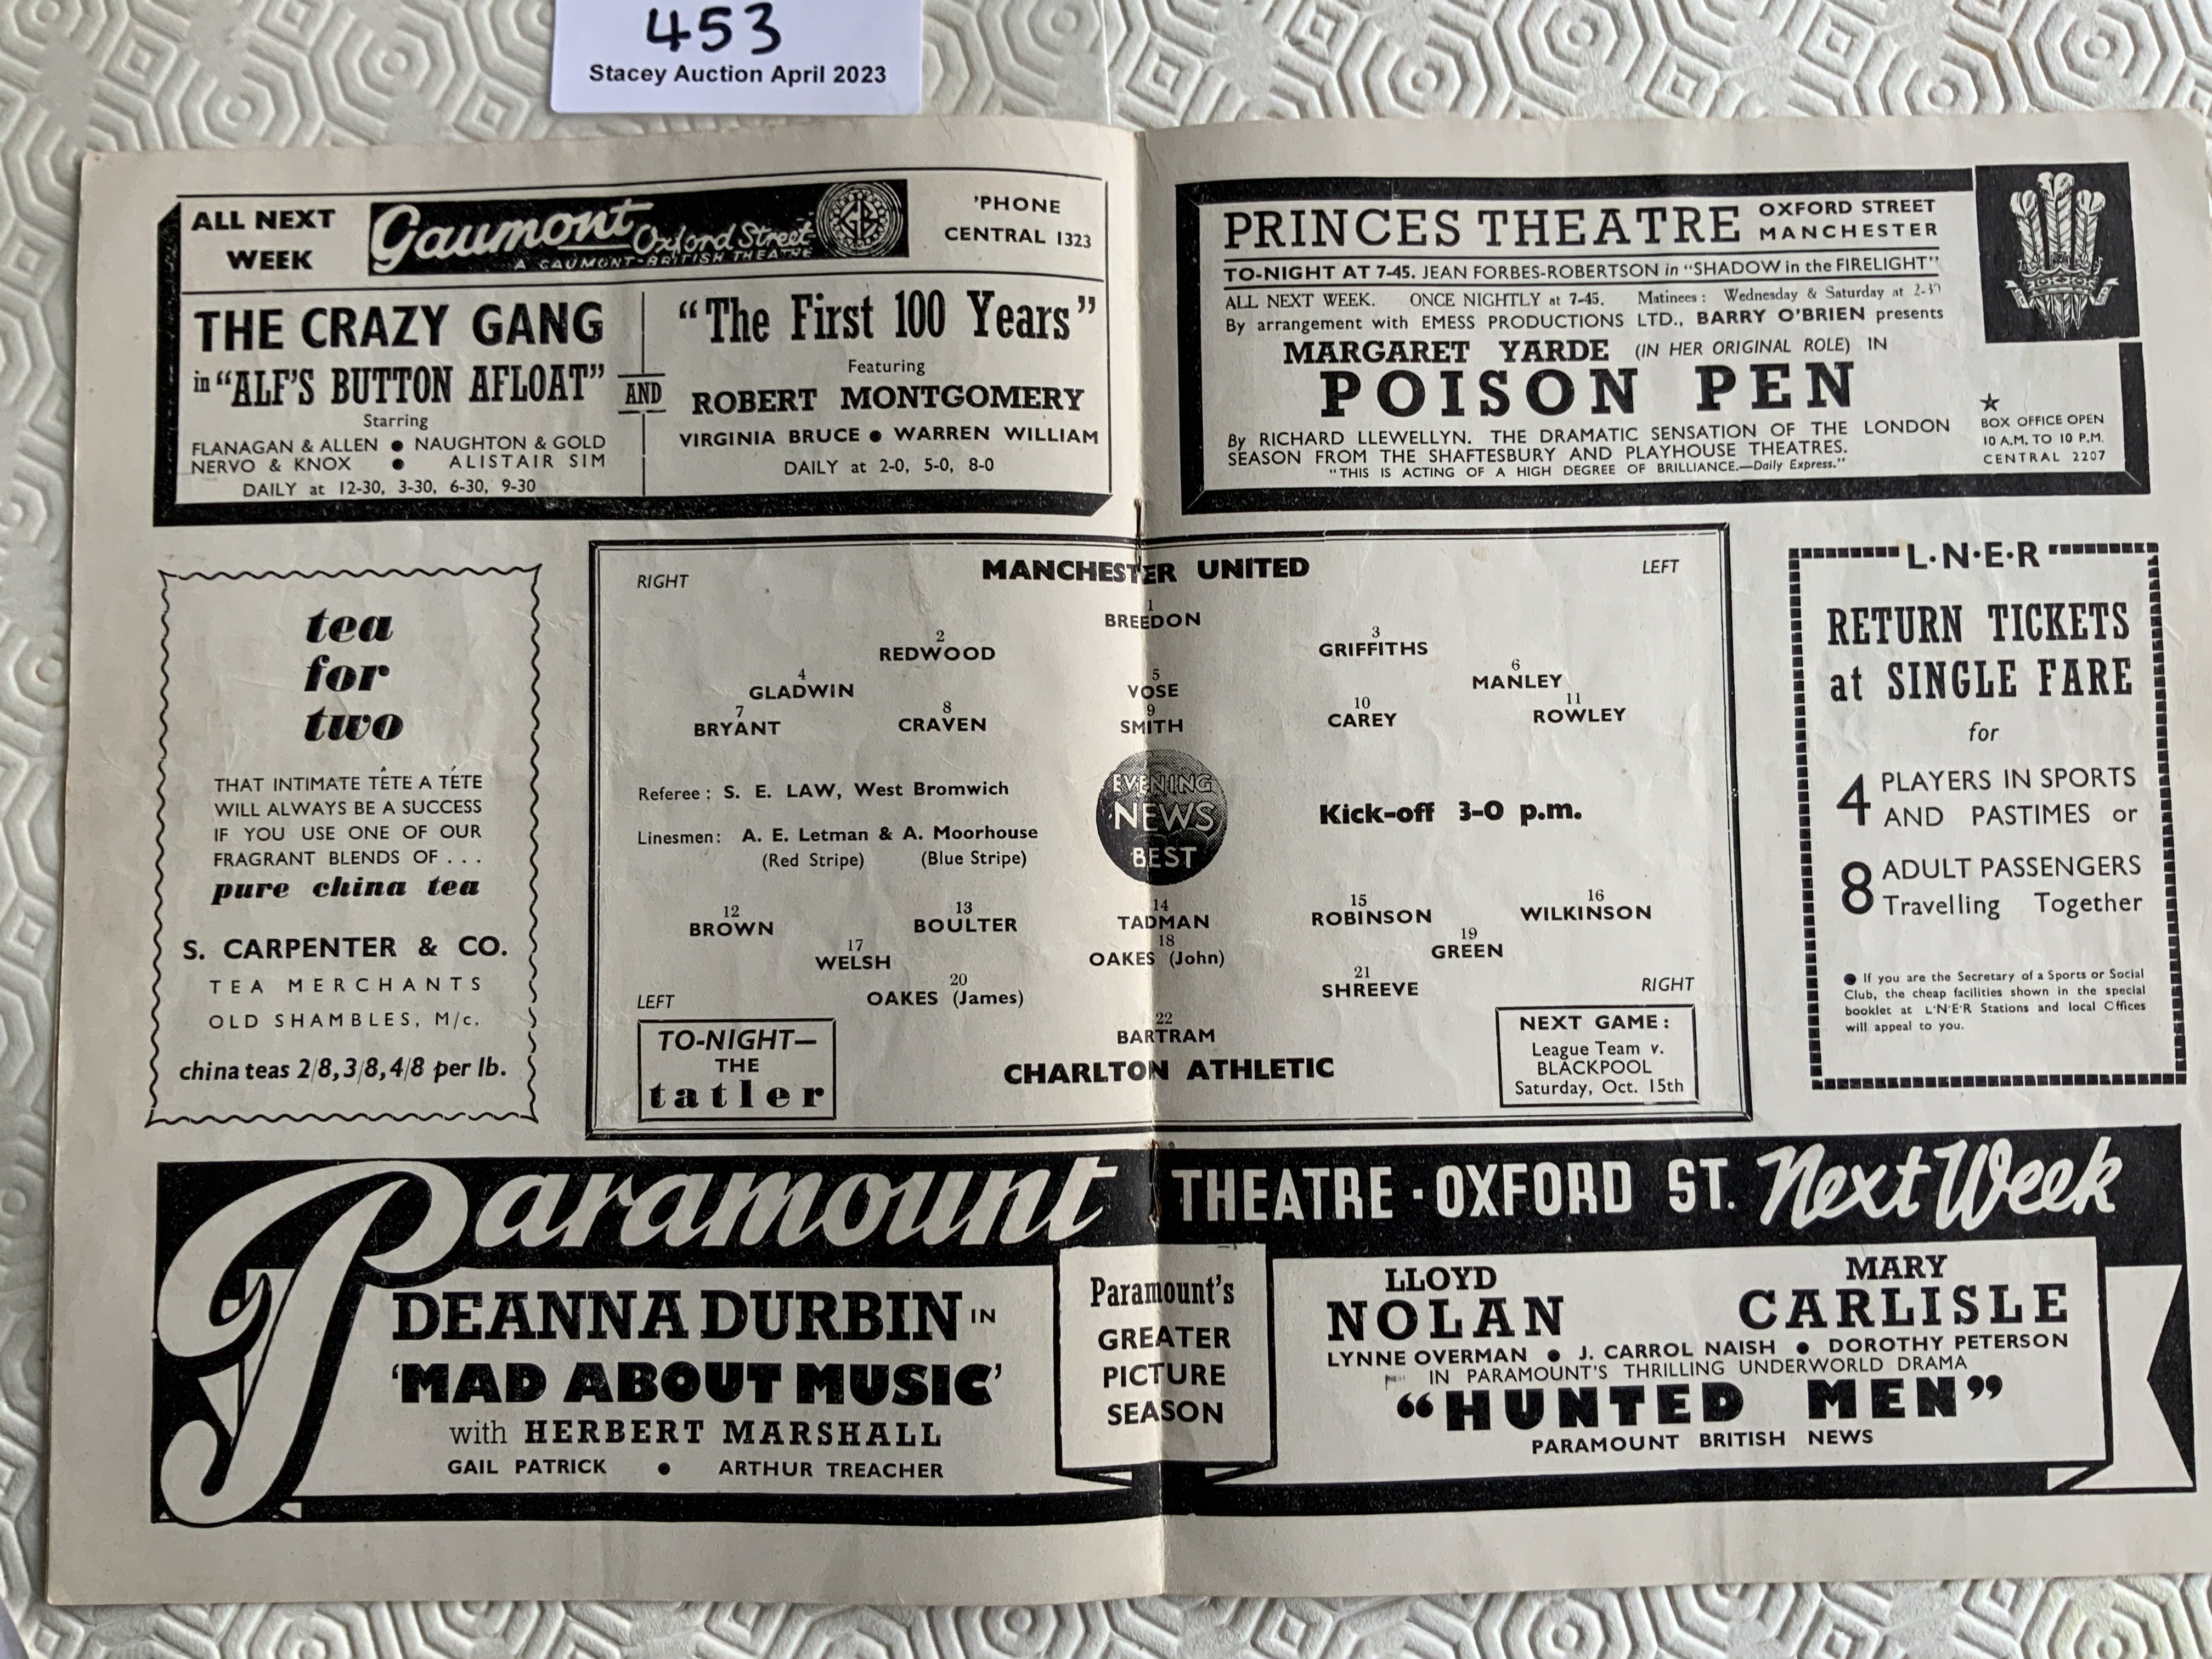 453
Stacey Auction April 2023
ALL NEXT
WEEK
Gaumont Oxford Street
A GAUMONT-BRITISH THEATRE
GB
'PHONE
CENTRAL 1323
THE CRAZY GANG
in "ALF'S BUTTON AFLOAT"
Starring
FLANAGAN & ALLEN ● NAUGHTON & GOLD
NERVO & KNOX ● ALISTAIR SIM
DAILY at 12-30, 3-30, 6-30, 9-30
AND
"The First 100 Years"
Featuring
ROBERT MONTGOMERY
VIRGINIA BRUCE ● WARREN WILLIAM
DAILY at 2-0, 5-0, 8-0
PRINCES THEATRE OXFORD STREET
MANCHESTER
TO-NIGHT AT 7-45. JEAN FORBES-ROBERTSON in "SHADOW in the FIRELIGHT"
ALL NEXT WEEK. ONCE NIGHTLY at 7-45. Matinees: Wednesday & Saturday at 2-30
By arrangement with EMESS PRODUCTIONS LTD., BARRY O'BRIEN presents
MARGARET YARDE (IN HER ORIGINAL ROLE) IN
POISON PEN
By RICHARD LLEWELLYN. THE DRAMATIC SENSATION OF THE LONDON
SEASON FROM THE SHAFTESBURY AND PLAYHOUSE THEATRES.
"THIS IS ACTING OF A HIGH DEGREE OF BRILLIANCE.—Daily Express."
★
BOX OFFICE OPEN
10 A.M. TO 10 P.M.
CENTRAL 2207
tea
for
two
THAT INTIMATE TÊTE A TÉTE
WILL ALWAYS BE A SUCCESS
IF YOU USE ONE OF OUR
FRAGRANT BLENDS OF . . .
pure china tea
S. CARPENTER & CO.
TEA MERCHANTS
OLD SHAMBLES, M/c.
china teas 2/8, 3/8, 4/8 per lb.
RIGHT MANCHESTER UNITED LEFT
1
BREEDON
2 3
REDWOOD GRIFFITHS
4 5 6
GLADWIN VOSE MANLEY
7 8 9 10 11
BRYANT CRAVEN SMITH CAREY ROWLEY
Referee: S. E. LAW, West Bromwich
Linesmen: A. E. Letman & A. Moorhouse
(Red Stripe) (Blue Stripe)
EVENING
NEWS
BEST
Kick-off 3-0 p.m.
12 13 14 15 16
BROWN BOULTER TADMAN ROBINSON WILKINSON
17 18 19
WELSH OAKES (John) GREEN
20 21
OAKES (James) SHREEVE
LEFT RIGHT
22
BARTRAM
CHARLTON ATHLETIC
TO-NIGHT—
THE
tatler
NEXT GAME:
League Team v.
BLACKPOOL
Saturday, Oct. 15th
L·N·E·R
RETURN TICKETS
at SINGLE FARE
for
4 PLAYERS IN SPORTS
AND PASTIMES or
8 ADULT PASSENGERS
Travelling Together
● If you are the Secretary of a Sports or Social
Club, the cheap facilities shown in the special
booklet at L·N·E·R Stations and local Offices
will appeal to you.
Paramount THEATRE · OXFORD ST. Next Week
DEANNA DURBIN IN
'MAD ABOUT MUSIC'
with HERBERT MARSHALL
GAIL PATRICK ● ARTHUR TREACHER
Paramount's
GREATER
PICTURE
SEASON
LLOYD MARY
NOLAN CARLISLE
LYNNE OVERMAN ● J. CARROL NAISH ● DOROTHY PETERSON
IN PARAMOUNT'S THRILLING UNDERWORLD DRAMA
"HUNTED MEN"
PARAMOUNT BRITISH NEWS